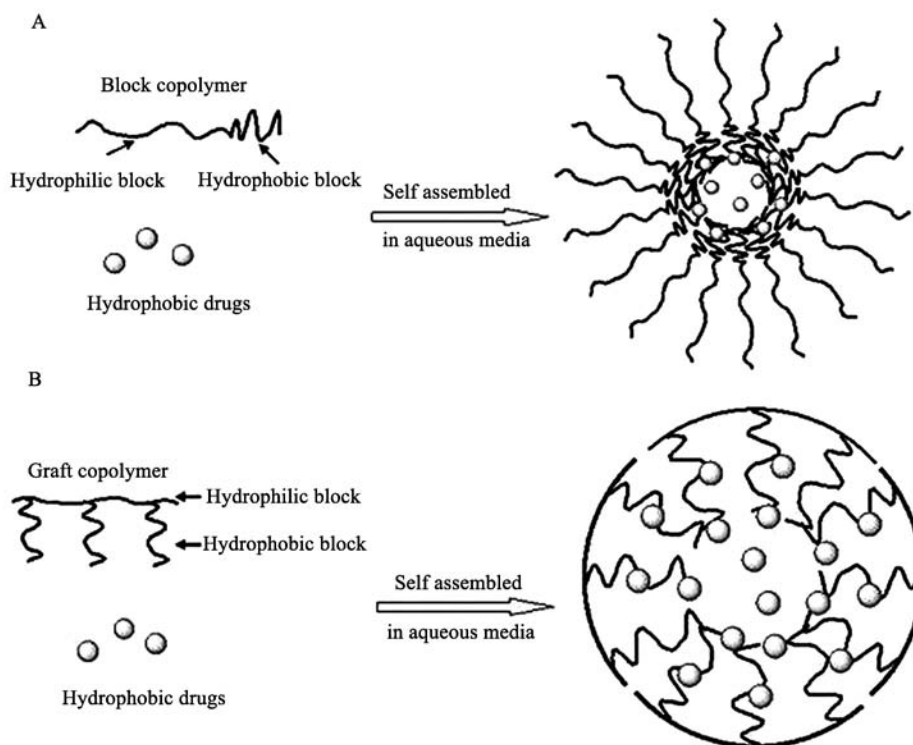 A
Block copolymer
Hydrophilic block
Hydrophobic block
Hydrophobic drugs
Self assembled
in aqueous media
B
Graft copolymer
Hydrophilic block
Hydrophobic block
Hydrophobic drugs
Self assembled
in aqueous media